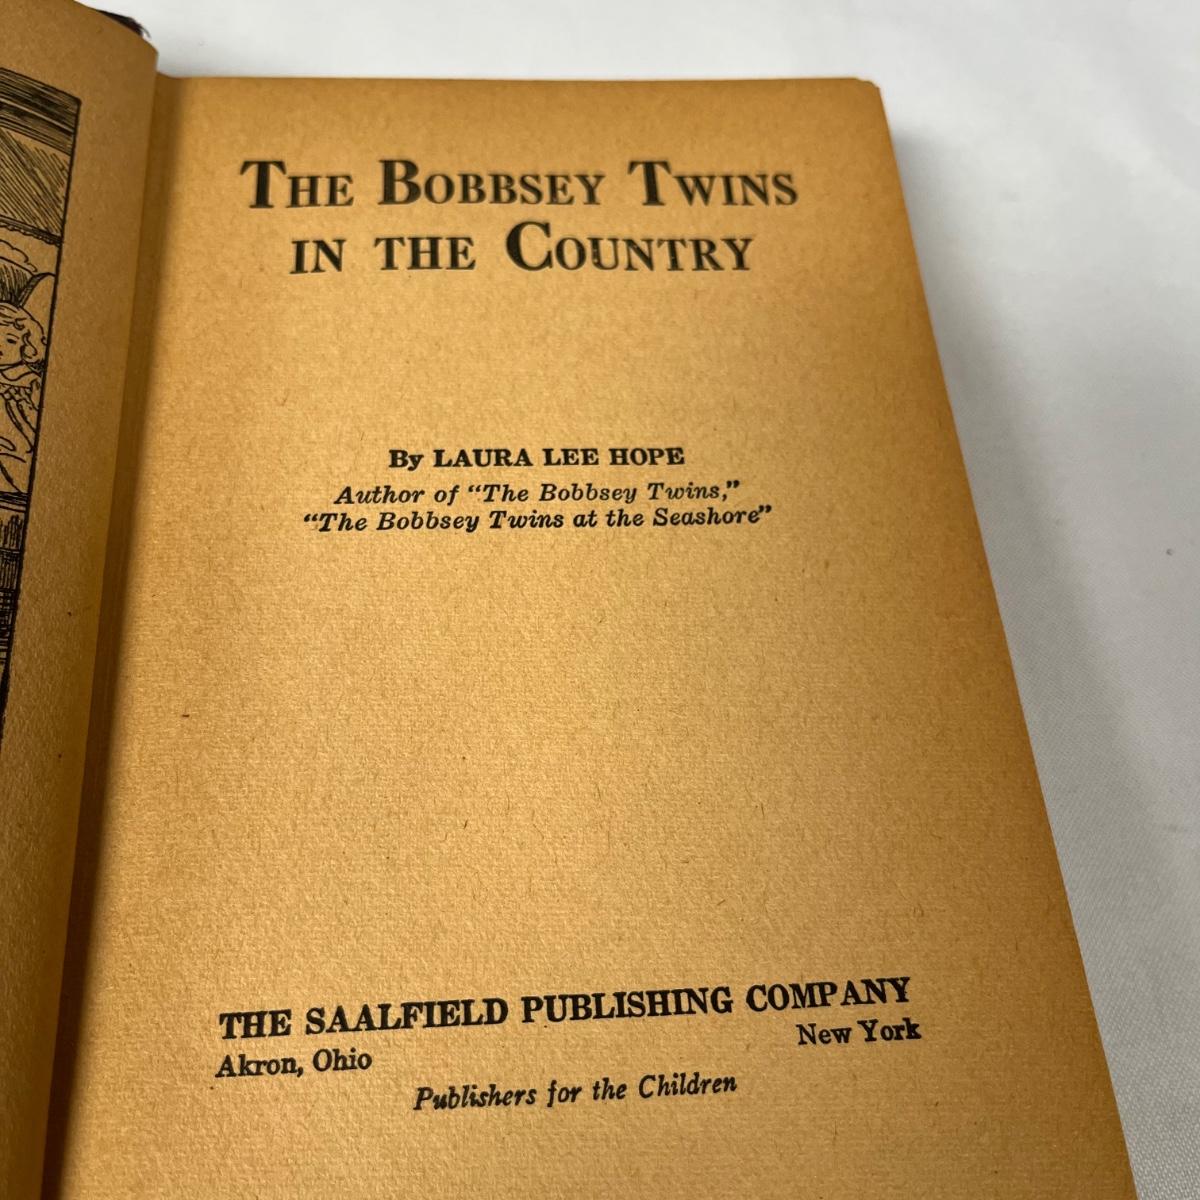 THE BOBBSEY TWINS
IN THE COUNTRY
By LAURA LEE HOPE
Author of “The Bobbsey Twins,”
“The Bobbsey Twins at the Seashore”
THE SAALFIELD PUBLISHING COMPANY
Akron, Ohio New York
Publishers for the Children